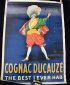 COGNAC DUCAUZE
THE BEST I EVER HAD